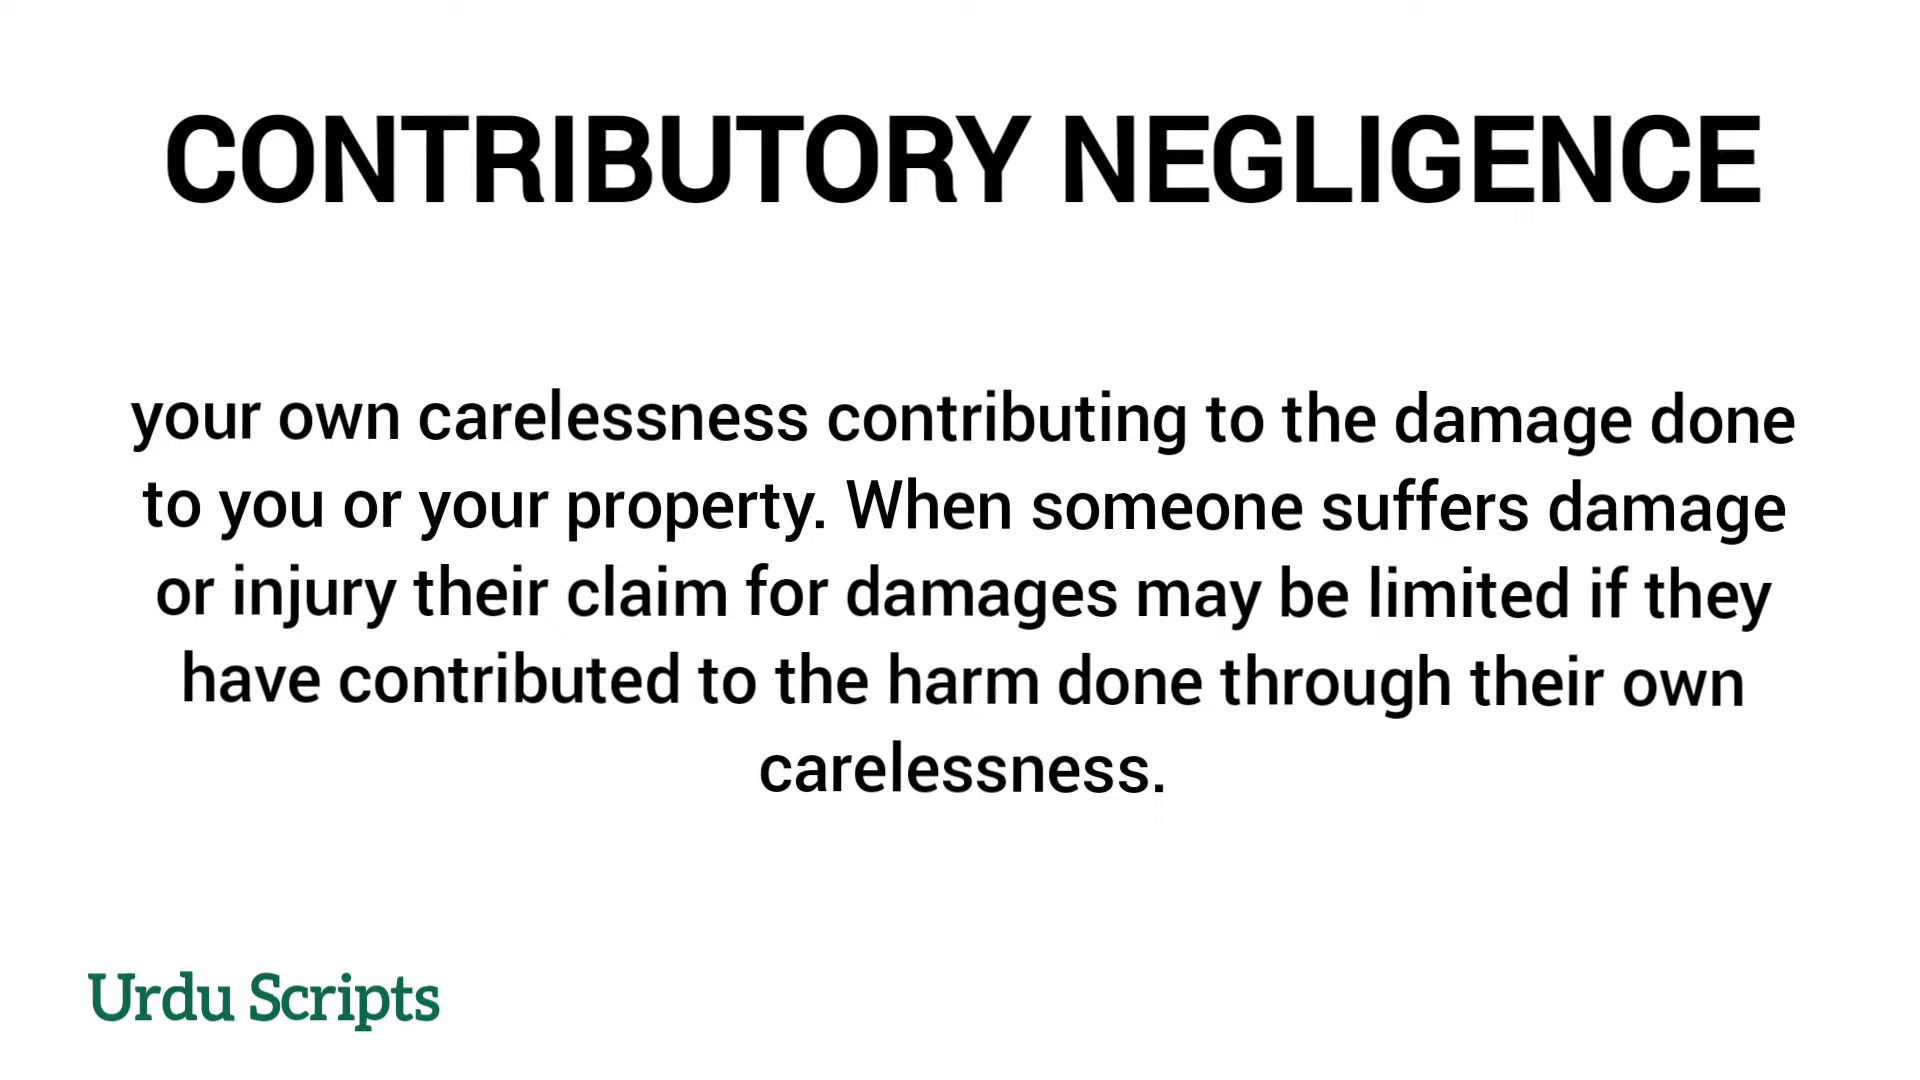 CONTRIBUTORY NEGLIGENCE
your own carelessness contributing to the damage done
to you or your property. When someone suffers damage
or injury their claim for damages may be limited if they
have contributed to the harm done through their own
carelessness.
Urdu Scripts